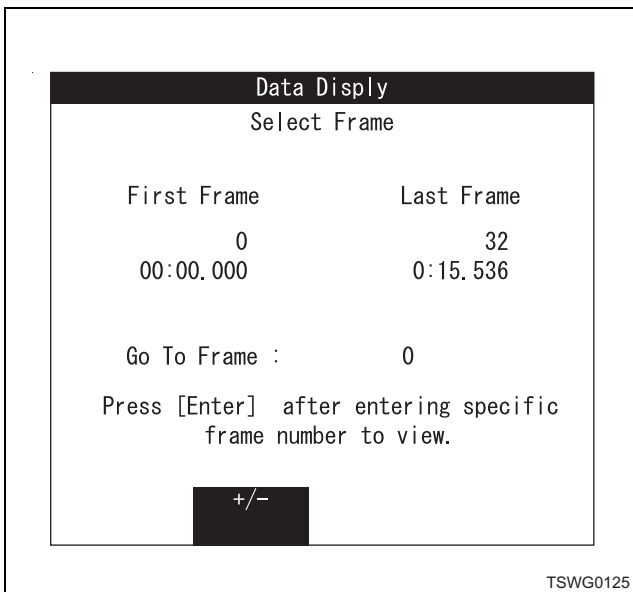 Data Disply
Select Frame
First Frame Last Frame
0 32
00:00.000 0:15.536
Go To Frame : 0
Press [Enter] after entering specific
frame number to view.
+/-
TSWG0125